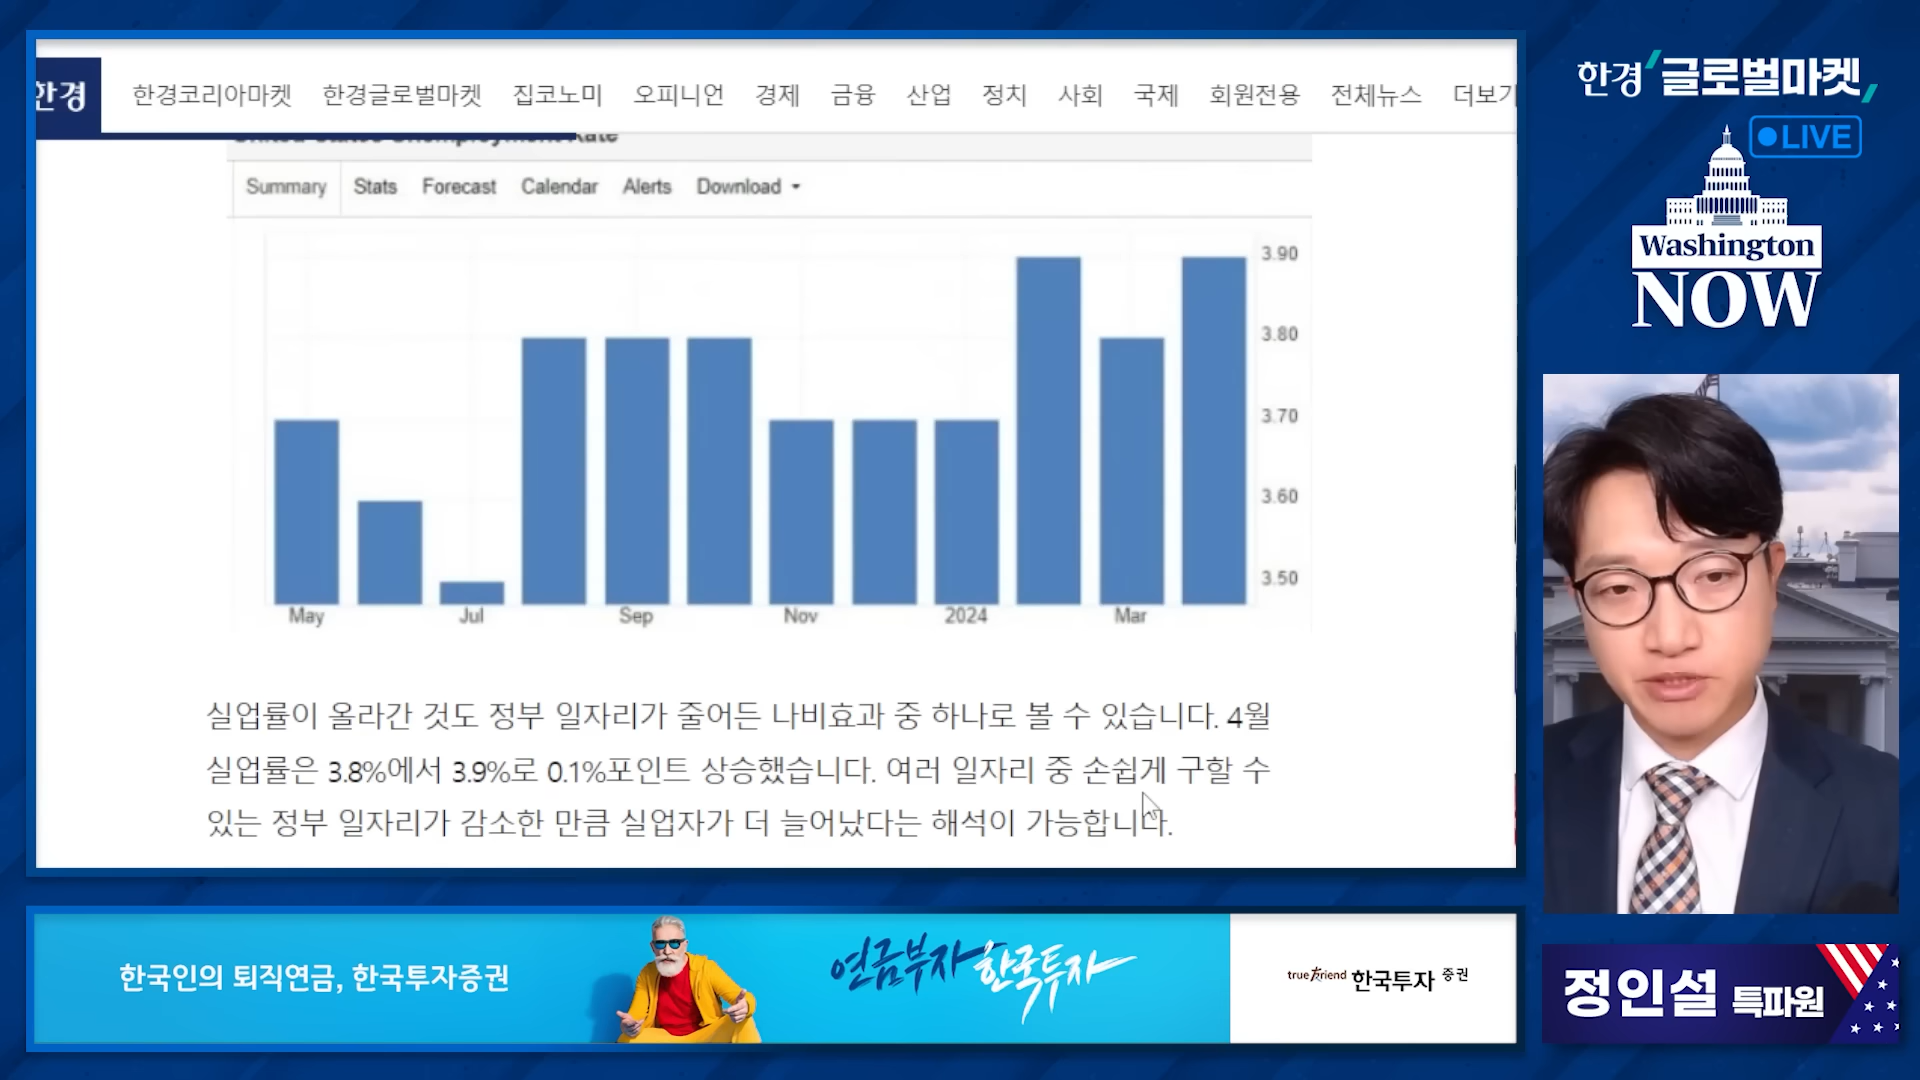 한경
한경코리아마켓 한경글로벌마켓 집코노미 오피니언 경제 금융 산업 정치 사회 국제 회원전용 전체뉴스 더보기
United States Unemployment Rate
Summary Stats Forecast Calendar Alerts Download
3.90
3.80
3.70
3.60
3.50
May Jul Sep Nov 2024 Mar
실업률이 올라간 것도 정부 일자리가 줄어든 나비효과 중 하나로 볼 수 있습니다. 4월
실업률은 3.8%에서 3.9%로 0.1%포인트 상승했습니다. 여러 일자리 중 손쉽게 구할 수
있는 정부 일자리가 감소한 만큼 실업자가 더 늘어났다는 해석이 가능합니다.
한경 글로벌마켓
LIVE
Washington
NOW
정인설 특파원
한국인의 퇴직연금, 한국투자증권
연금부자 한국투자
true friend 한국투자 증권